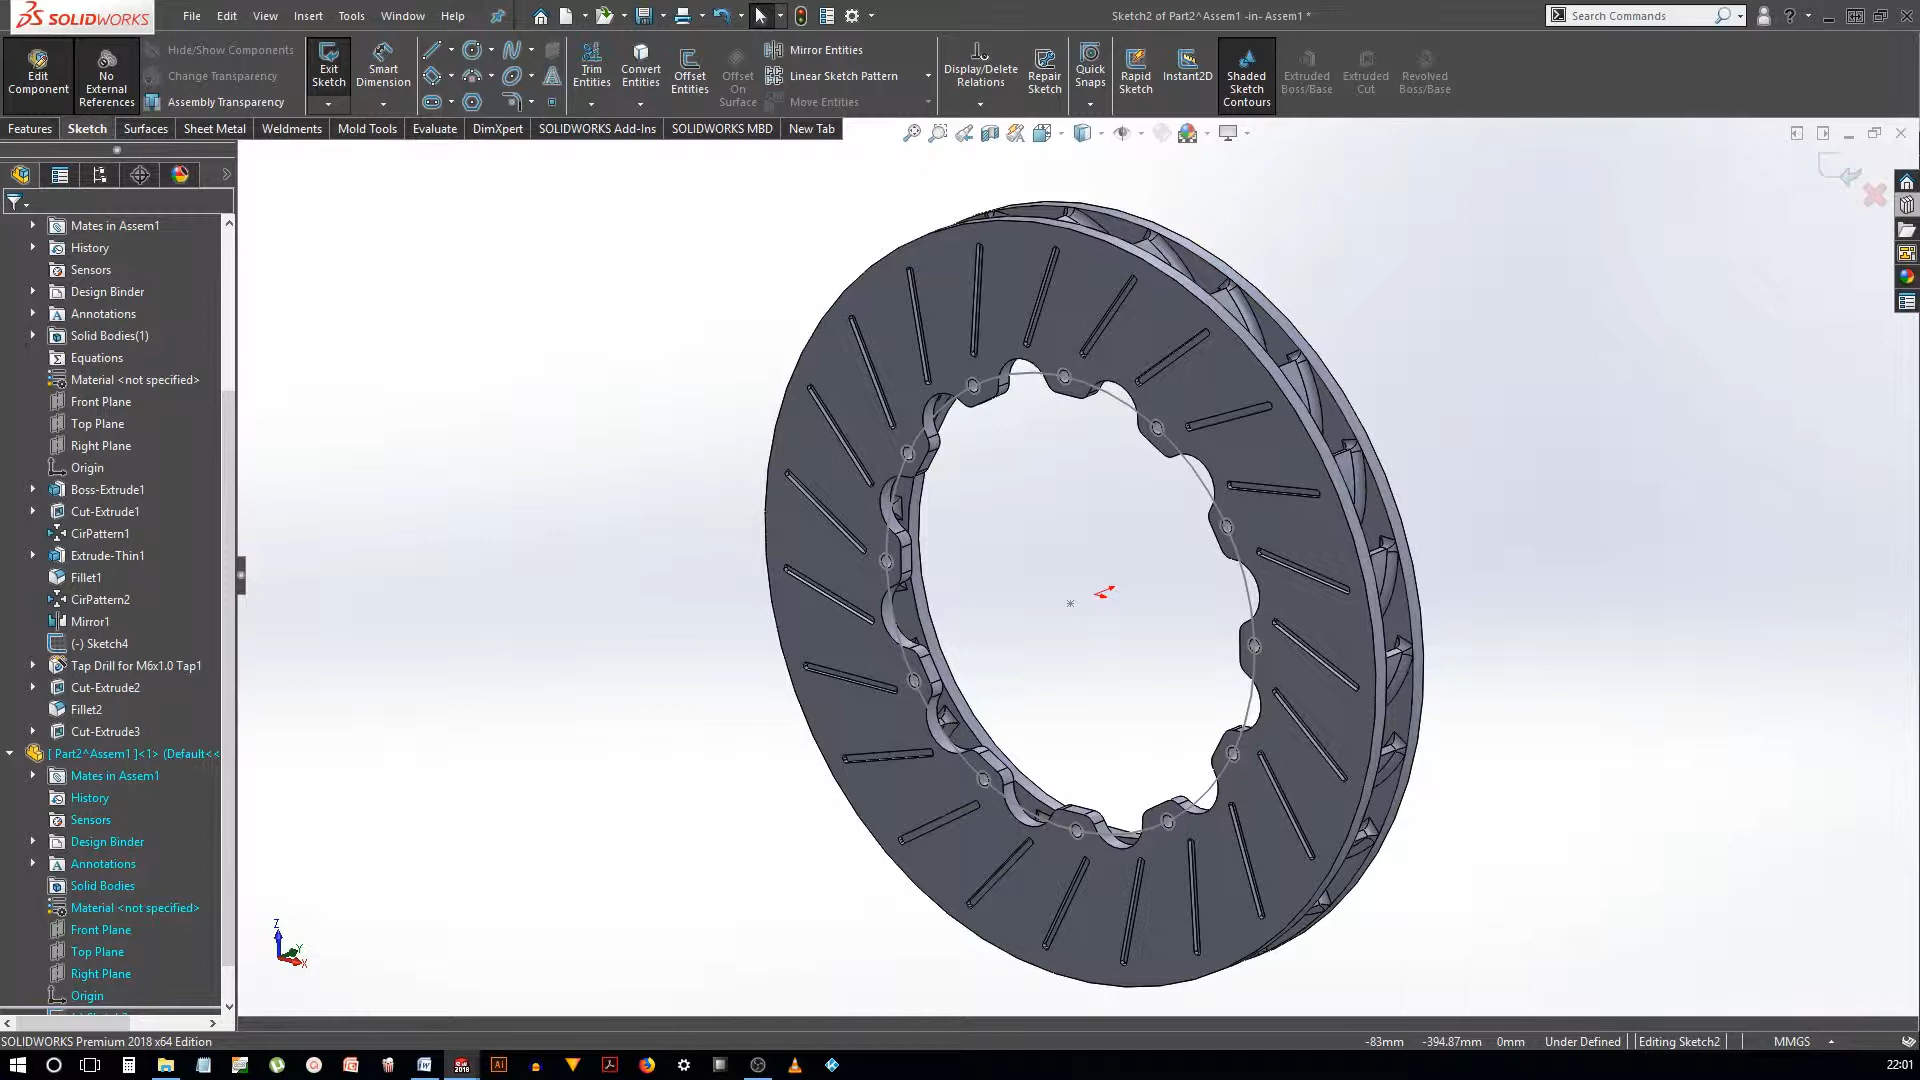 SOLIDWORKS
File Edit View Insert Tools Window Help
Sketch2 of Part2^Assem1 -in- Assem1 *
Search Commands
Edit Component
No External References
Hide/Show Components
Change Transparency
Assembly Transparency
Exit Sketch
Smart Dimension
Trim Entities
Convert Entities
Offset Entities
Offset On Surface
Mirror Entities
Linear Sketch Pattern
Move Entities
Display/Delete Relations
Repair Sketch
Quick Snaps
Rapid Sketch
Instant2D
Shaded Sketch Contours
Extruded Boss/Base
Extruded Cut
Revolved Boss/Base
Features Sketch Surfaces Sheet Metal Weldments Mold Tools Evaluate DimXpert SOLIDWORKS Add-Ins SOLIDWORKS MBD New Tab
Mates in Assem1
History
Sensors
Design Binder
Annotations
Solid Bodies(1)
Equations
Material <not specified>
Front Plane
Top Plane
Right Plane
Origin
Boss-Extrude1
Cut-Extrude1
CirPattern1
Extrude-Thin1
Fillet1
CirPattern2
Mirror1
(-) Sketch4
Tap Drill for M6x1.0 Tap1
Cut-Extrude2
Fillet2
Cut-Extrude3
[ Part2^Assem1 ]<1> (Default<<
Mates in Assem1
History
Sensors
Design Binder
Annotations
Solid Bodies
Material <not specified>
Front Plane
Top Plane
Right Plane
Origin
Z
Y
X
SOLIDWORKS Premium 2018 x64 Edition
-83mm -394.87mm 0mm Under Defined Editing Sketch2 MMGS
22:01